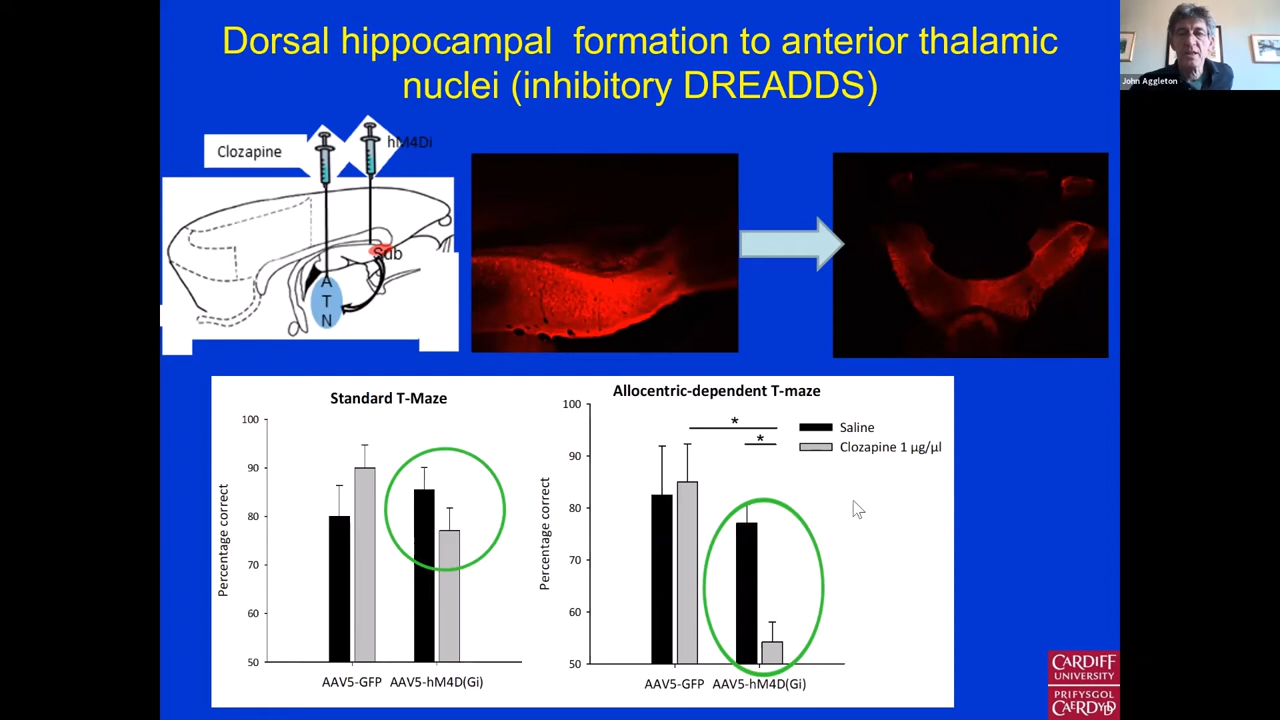 Dorsal hippocampal formation to anterior thalamic
nuclei (inhibitory DREADDS)
John Aggleton
Clozapine
hM4Di
Sub
A
T
N
Standard T-Maze
Percentage correct
100
90
80
70
60
50
AAV5-GFP
AAV5-hM4D(Gi)
Allocentric-dependent T-maze
Percentage correct
100
90
80
70
60
50
*
*
Saline
Clozapine 1 µg/µl
AAV5-GFP
AAV5-hM4D(Gi)
CARDIFF
UNIVERSITY
PRIFYSGOL
CAERDYDD